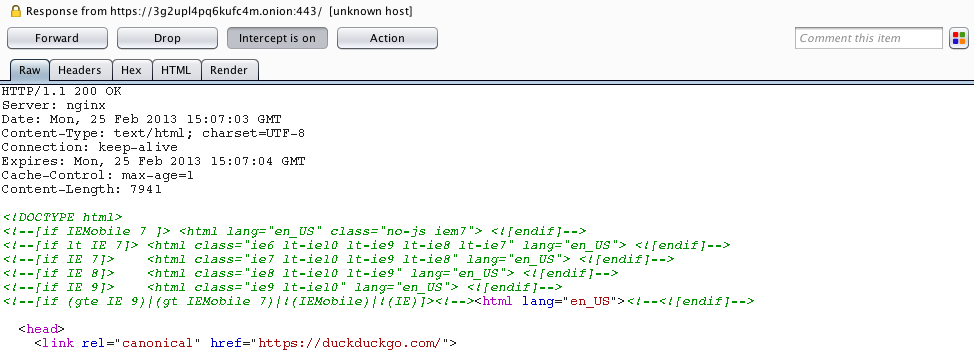 Response from https://3g2upl4pq6kufc4m.onion:443/ [unknown host]
Forward Drop Intercept is on Action Comment this item
Raw Headers Hex HTML Render
HTTP/1.1 200 OK
Server: nginx
Date: Mon, 25 Feb 2013 15:07:03 GMT
Content-Type: text/html; charset=UTF-8
Connection: keep-alive
Expires: Mon, 25 Feb 2013 15:07:04 GMT
Cache-Control: max-age=1
Content-Length: 7941
<!DOCTYPE html>
<!--[if IEMobile 7 ]> <html lang="en_US" class="no-js iem7"> <![endif]-->
<!--[if lt IE 7]> <html class="ie6 lt-ie10 lt-ie9 lt-ie8 lt-ie7" lang="en_US"> <![endif]-->
<!--[if IE 7]> <html class="ie7 lt-ie10 lt-ie9 lt-ie8" lang="en_US"> <![endif]-->
<!--[if IE 8]> <html class="ie8 lt-ie10 lt-ie9" lang="en_US"> <![endif]-->
<!--[if IE 9]> <html class="ie9 lt-ie10" lang="en_US"> <![endif]-->
<!--[if (gte IE 9)|(gt IEMobile 7)|!(IEMobile)|!(IE)]><!--><html lang="en_US"><!--<![endif]-->
<head>
<link rel="canonical" href="https://duckduckgo.com/">